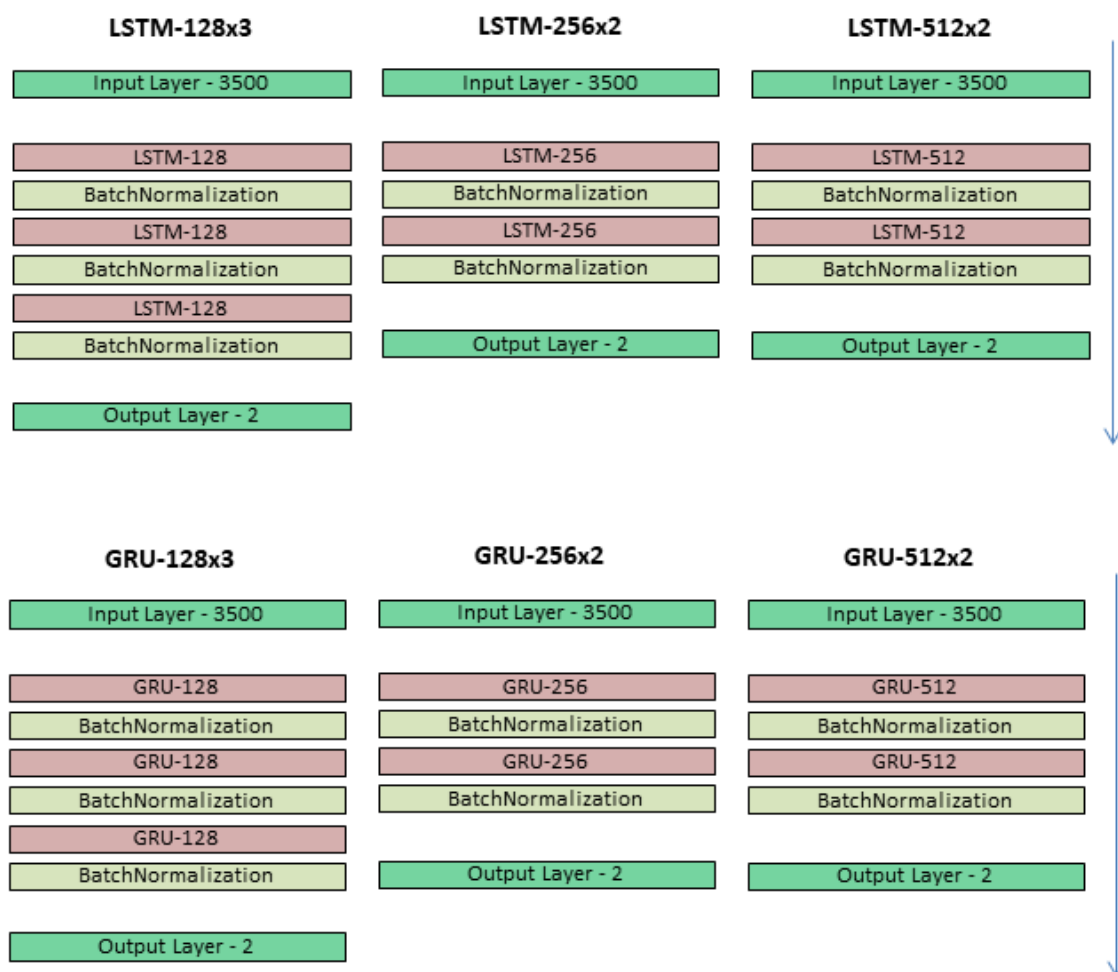 LSTM-128x3
Input Layer - 3500
LSTM-128
BatchNormalization
LSTM-128
BatchNormalization
LSTM-128
BatchNormalization
Output Layer - 2
LSTM-256x2
Input Layer - 3500
LSTM-256
BatchNormalization
LSTM-256
BatchNormalization
Output Layer - 2
LSTM-512x2
Input Layer - 3500
LSTM-512
BatchNormalization
LSTM-512
BatchNormalization
Output Layer - 2
GRU-128x3
Input Layer - 3500
GRU-128
BatchNormalization
GRU-128
BatchNormalization
GRU-128
BatchNormalization
Output Layer - 2
GRU-256x2
Input Layer - 3500
GRU-256
BatchNormalization
GRU-256
BatchNormalization
Output Layer - 2
GRU-512x2
Input Layer - 3500
GRU-512
BatchNormalization
GRU-512
BatchNormalization
Output Layer - 2